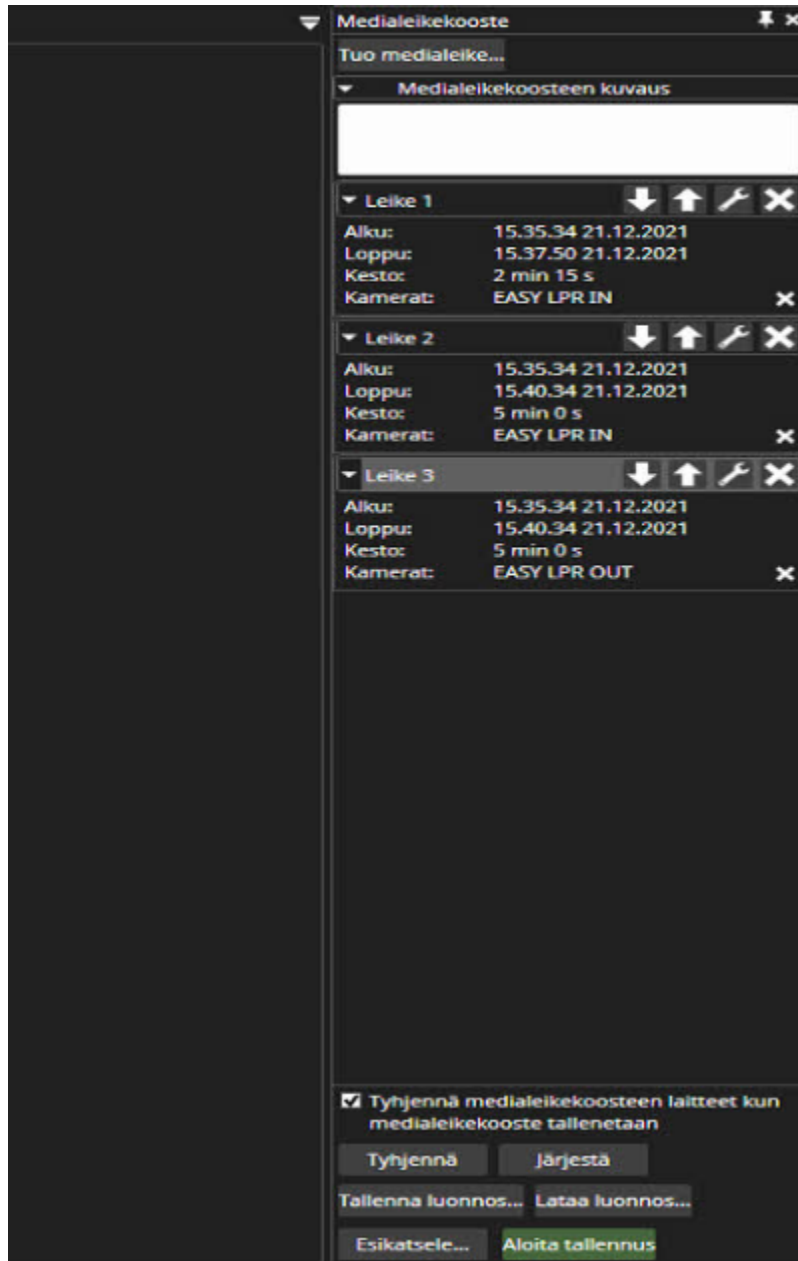 Medialeikekooste
Tuo medialeike...
Medialeikekoosteen kuvaus
Leike 1
Alku: 15.35.34 21.12.2021
Loppu: 15.37.50 21.12.2021
Kesto: 2 min 15 s
Kamerat: EASY LPR IN
Leike 2
Alku: 15.35.34 21.12.2021
Loppu: 15.40.34 21.12.2021
Kesto: 5 min 0 s
Kamerat: EASY LPR IN
Leike 3
Alku: 15.35.34 21.12.2021
Loppu: 15.40.34 21.12.2021
Kesto: 5 min 0 s
Kamerat: EASY LPR OUT
Tyhjennä medialeikekoosteen laitteet kun
medialeikekooste tallenetaan
Tyhjennä Järjestä
Tallenna luonnos... Lataa luonnos...
Esikatsele... Aloita tallennus